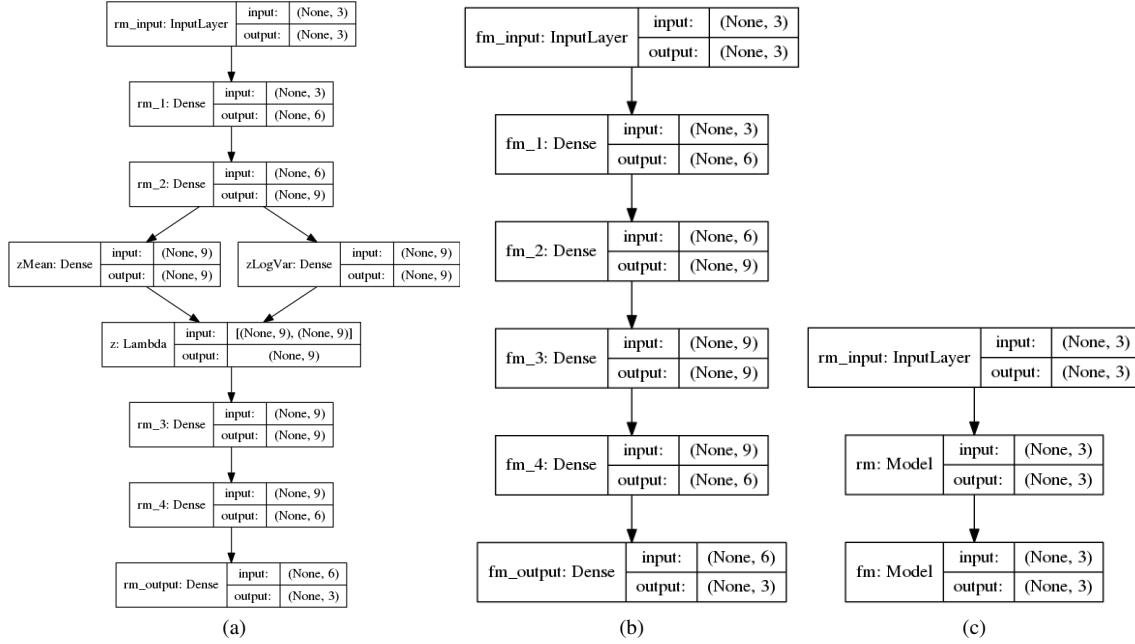 rm_input: InputLayer
input: (None, 3)
output: (None, 3)
rm_1: Dense
input: (None, 3)
output: (None, 6)
rm_2: Dense
input: (None, 6)
output: (None, 9)
zMean: Dense
input: (None, 9)
output: (None, 9)
zLogVar: Dense
input: (None, 9)
output: (None, 9)
z: Lambda
input: [(None, 9), (None, 9)]
output: (None, 9)
rm_3: Dense
input: (None, 9)
output: (None, 9)
rm_4: Dense
input: (None, 9)
output: (None, 6)
rm_output: Dense
input: (None, 6)
output: (None, 3)
(a)
fm_input: InputLayer
input: (None, 3)
output: (None, 3)
fm_1: Dense
input: (None, 3)
output: (None, 6)
fm_2: Dense
input: (None, 6)
output: (None, 9)
fm_3: Dense
input: (None, 9)
output: (None, 9)
fm_4: Dense
input: (None, 9)
output: (None, 6)
fm_output: Dense
input: (None, 6)
output: (None, 3)
(b)
rm_input: InputLayer
input: (None, 3)
output: (None, 3)
rm: Model
input: (None, 3)
output: (None, 3)
fm: Model
input: (None, 3)
output: (None, 3)
(c)